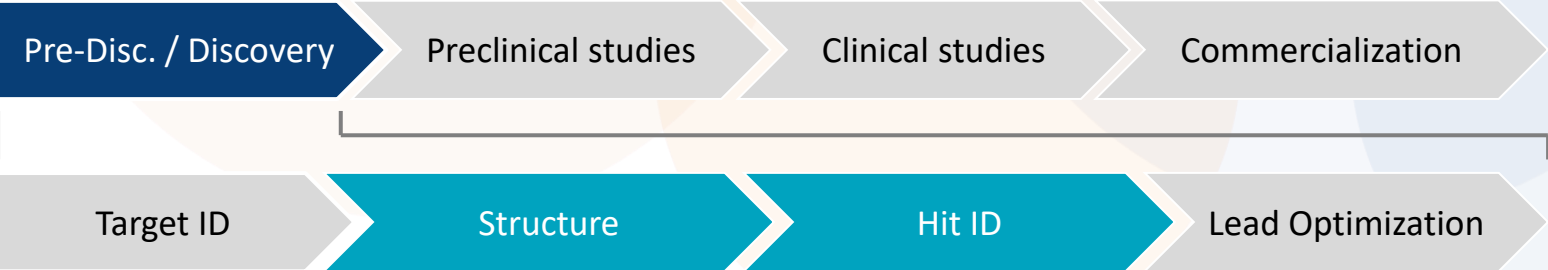 Pre-Disc. / Discovery
Preclinical studies
Clinical studies
Commercialization
Target ID
Structure
Hit ID
Lead Optimization